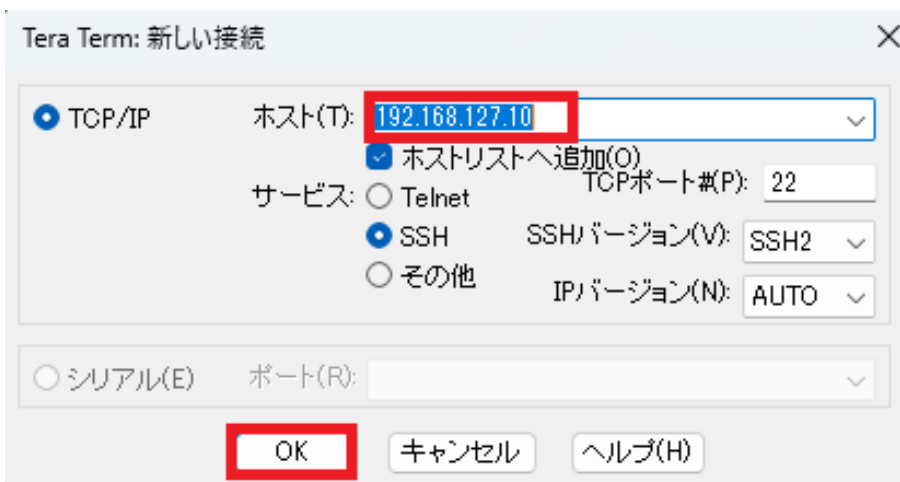 Tera Term: 新しい接続
TCP/IP ホスト(T): 192.168.127.10
ホストリストへ追加(O)
サービス: Telnet TCPポート#(P): 22
SSH SSHバージョン(V): SSH2
その他 IPバージョン(N): AUTO
シリアル(E) ポート(R):
OK キャンセル ヘルプ(H)